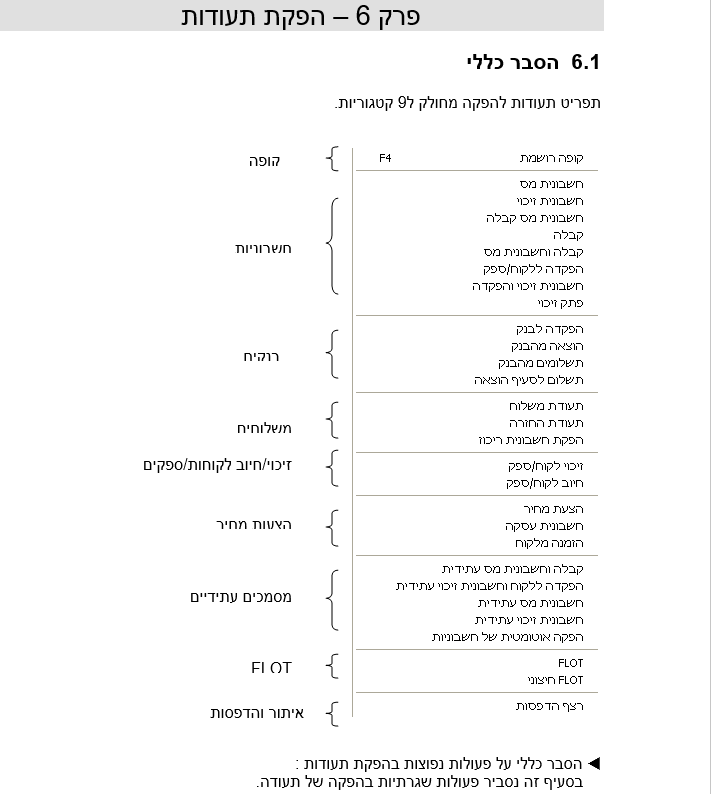 פרק 6 – הפקת תעודות
6.1 הסבר כללי
תפריט תעודות להפקה מחולק ל9 קטגוריות.
קופה רושמת F4
קופה
חשבונית מס
חשבונית זיכוי
חשבונית מס קבלה
קבלה
קבלה וחשבונית מס
הפקדה ללקוח/ספק
חשבונית זיכוי והפקדה
פתק זיכוי
חשבוניות
הפקדה לבנק
הוצאה מהבנק
תשלומים מהבנק
תשלום לסעיף הוצאה
בנקים
תעודת משלוח
תעודת החזרה
הפקת חשבונית ריכוז
משלוחים
זיכוי לקוח/ספק
חיוב לקוח/ספק
זיכוי/חיוב לקוחות/ספקים
הצעת מחיר
חשבונית עסקה
הזמנה מלקוח
הצעות מחיר
קבלה וחשבונית מס עתידית
הפקדה ללקוח וחשבונית זיכוי עתידית
חשבונית מס עתידית
חשבונית זיכוי עתידית
הפקה אוטומטית של חשבוניות
מסמכים עתידיים
FLOT
FLOT חיצוני
FLOT
רצף הדפסות
איתור והדפסות
◄ הסבר כללי על פעולות נפוצות בהפקת תעודות :
בסעיף זה נסביר פעולות שגרתיות בהפקה של תעודה.